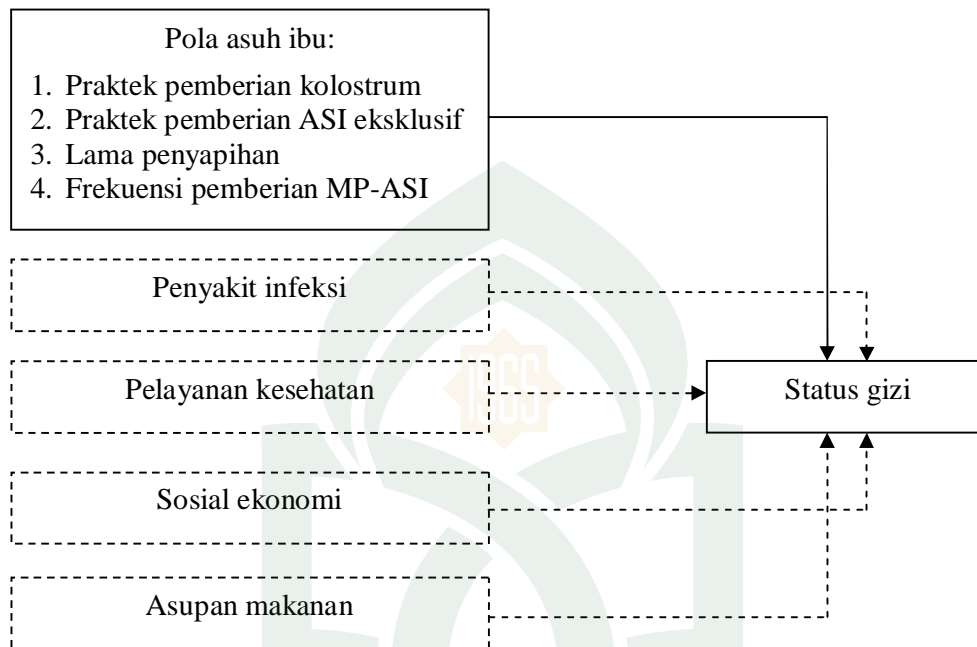 Pola asuh ibu:
1. Praktek pemberian kolostrum
2. Praktek pemberian ASI eksklusif
3. Lama penyapihan
4. Frekuensi pemberian MP-ASI
Penyakit infeksi
Pelayanan kesehatan
1965
Status gizi
Sosial ekonomi
Asupan makanan